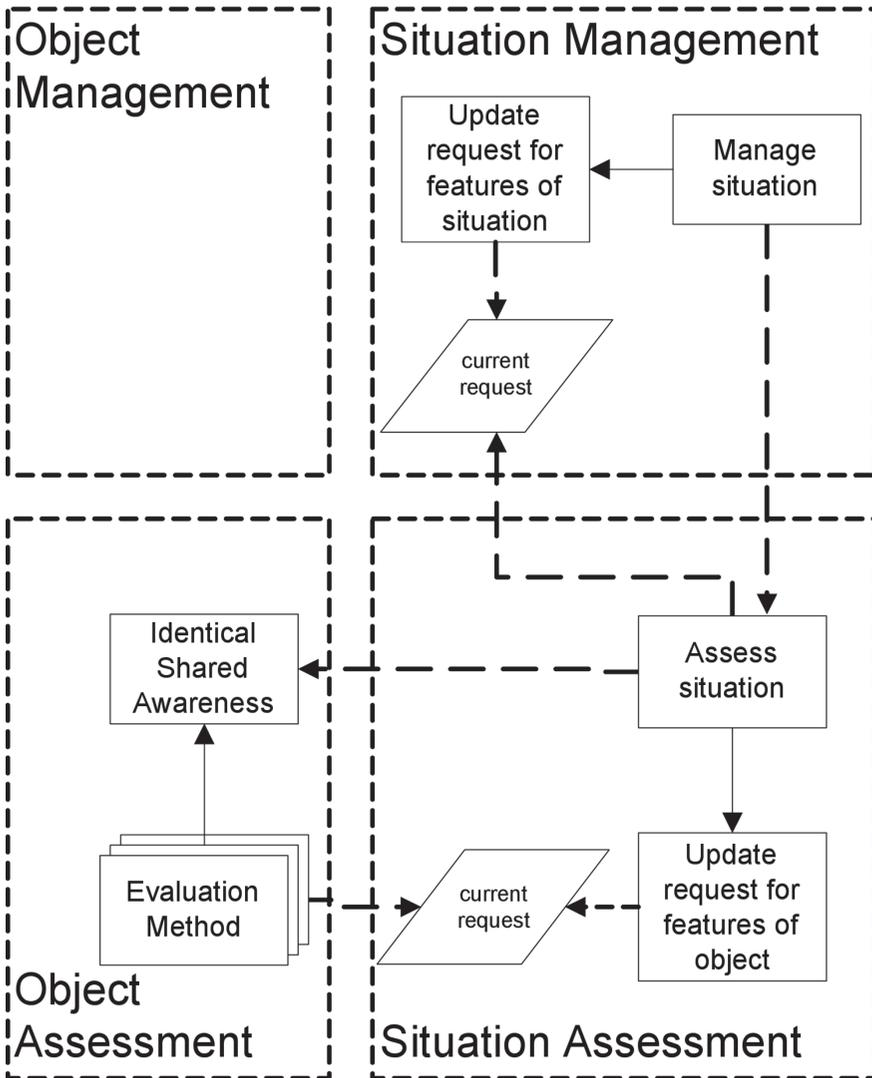 Object
Management
Situation Management
Update
request for
features of
situation
Manage
situation
current
request
Identical
Shared
Awareness
Assess
situation
Evaluation
Method
current
request
Update
request for
features of
object
Object
Assessment
Situation Assessment